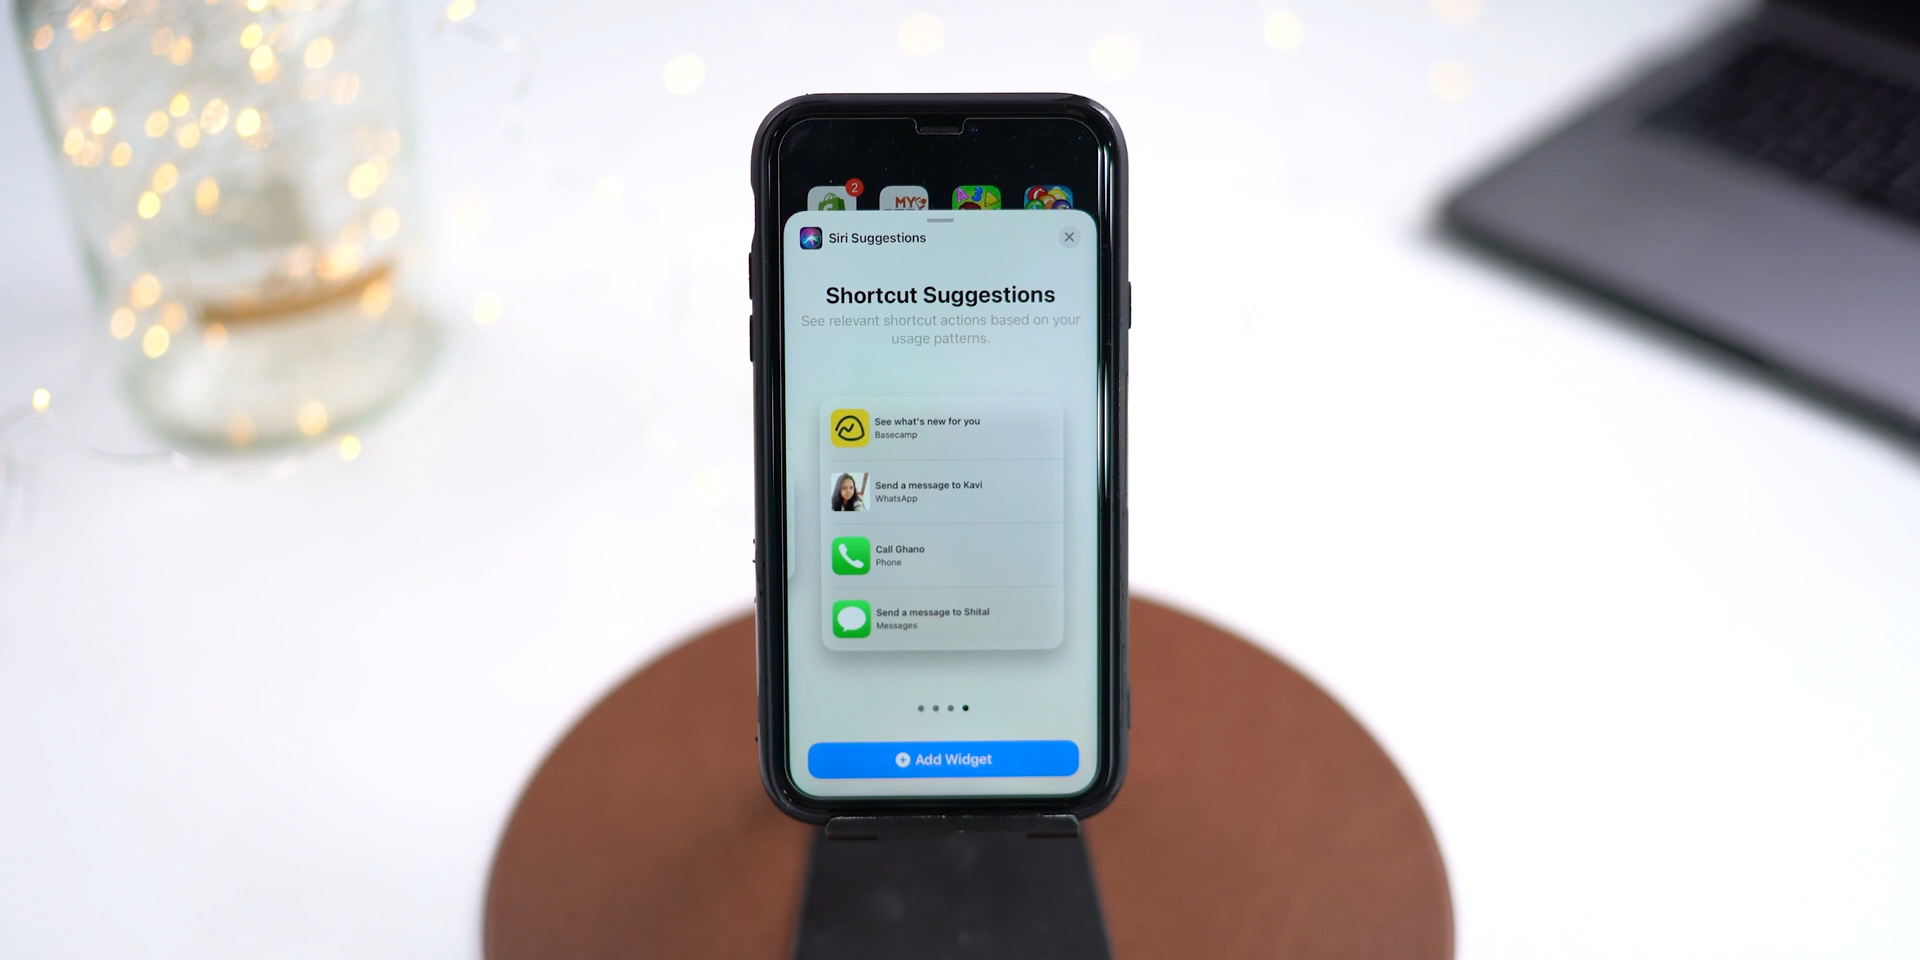 2
MY
Siri Suggestions
Shortcut Suggestions
See relevant shortcut actions based on your
usage patterns.
See what's new for you
Basecamp
Send a message to Kavi
WhatsApp
Call Ghano
Phone
Send a message to Shital
Messages
Add Widget